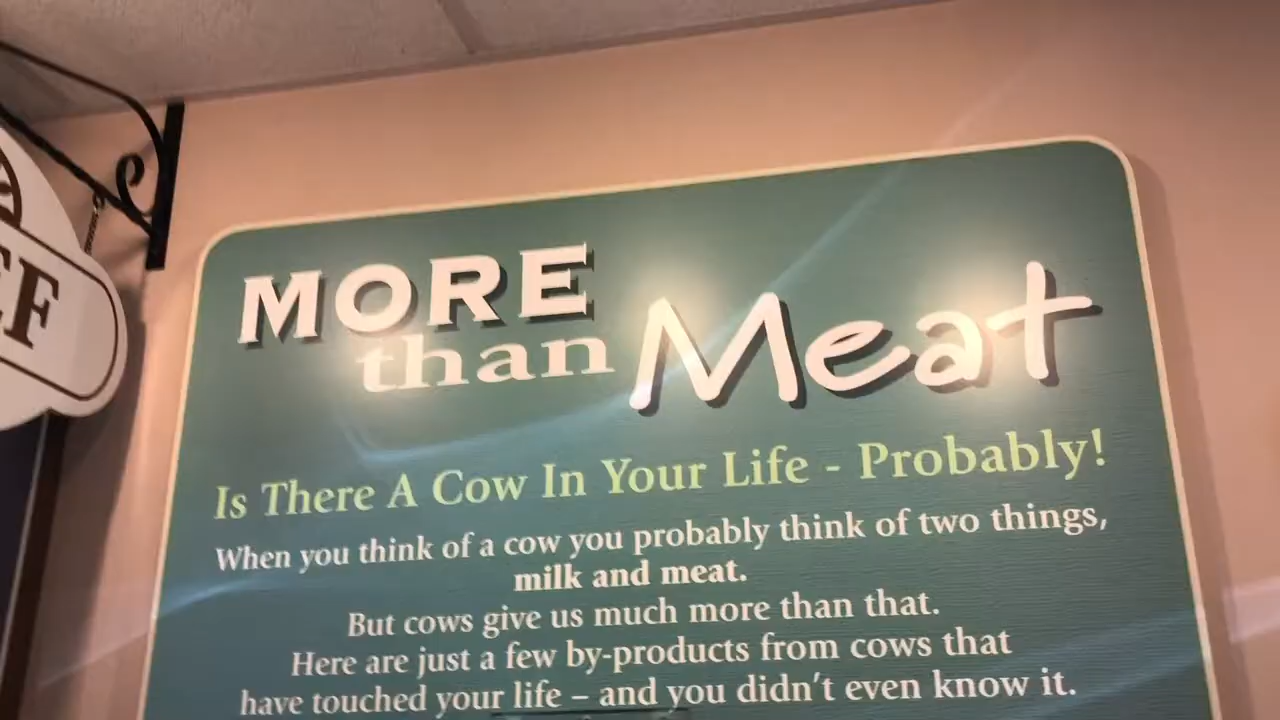 MORE
than Meat
Is There A Cow In Your Life - Probably!
When you think of a cow you probably think of two things,
milk and meat.
But cows give us much more than that.
Here are just a few by-products from cows that
have touched your life – and you didn't even know it.